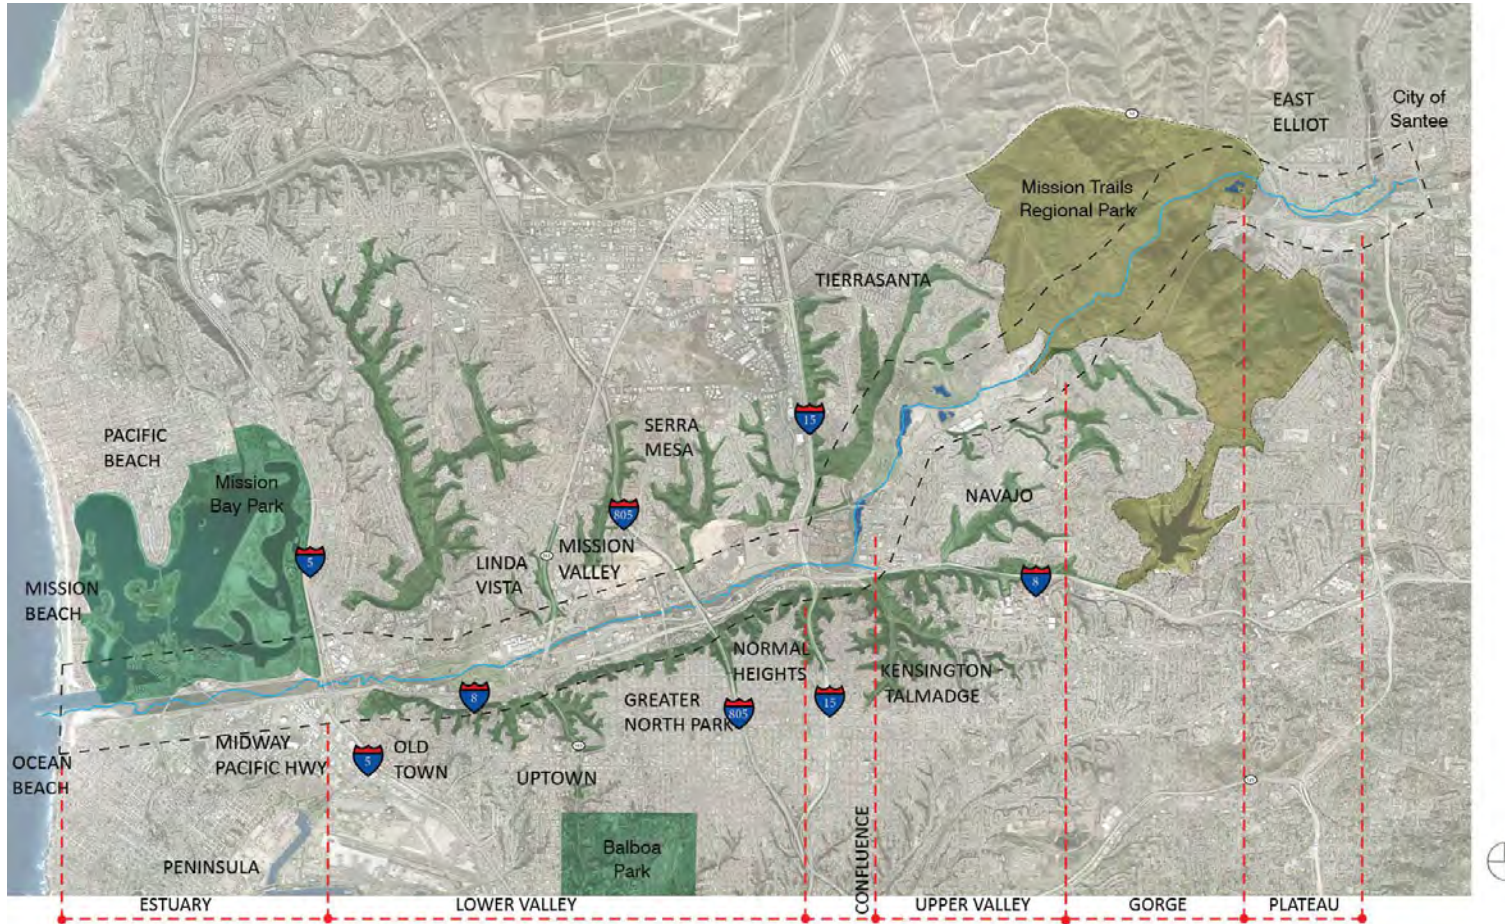 EAST
ELLIOT
City of
Santee
Mission Trails
Regional Park
TIERRASANTA
15
PACIFIC
BEACH
SERRA
MESA
Mission
Bay Park
NAVAJO
805
5
MISSION
VALLEY
LINDA
VISTA
8
MISSION
BEACH
NORMAL
HEIGHTS
KENSINGTON-
TALMADGE
8
GREATER
NORTH PARK
805
15
MIDWAY
PACIFIC HWY
5
OLD
TOWN
OCEAN
BEACH
UPTOWN
PENINSULA
Balboa
Park
ESTUARY
LOWER VALLEY
CONFLUENCE
UPPER VALLEY
GORGE
PLATEAU